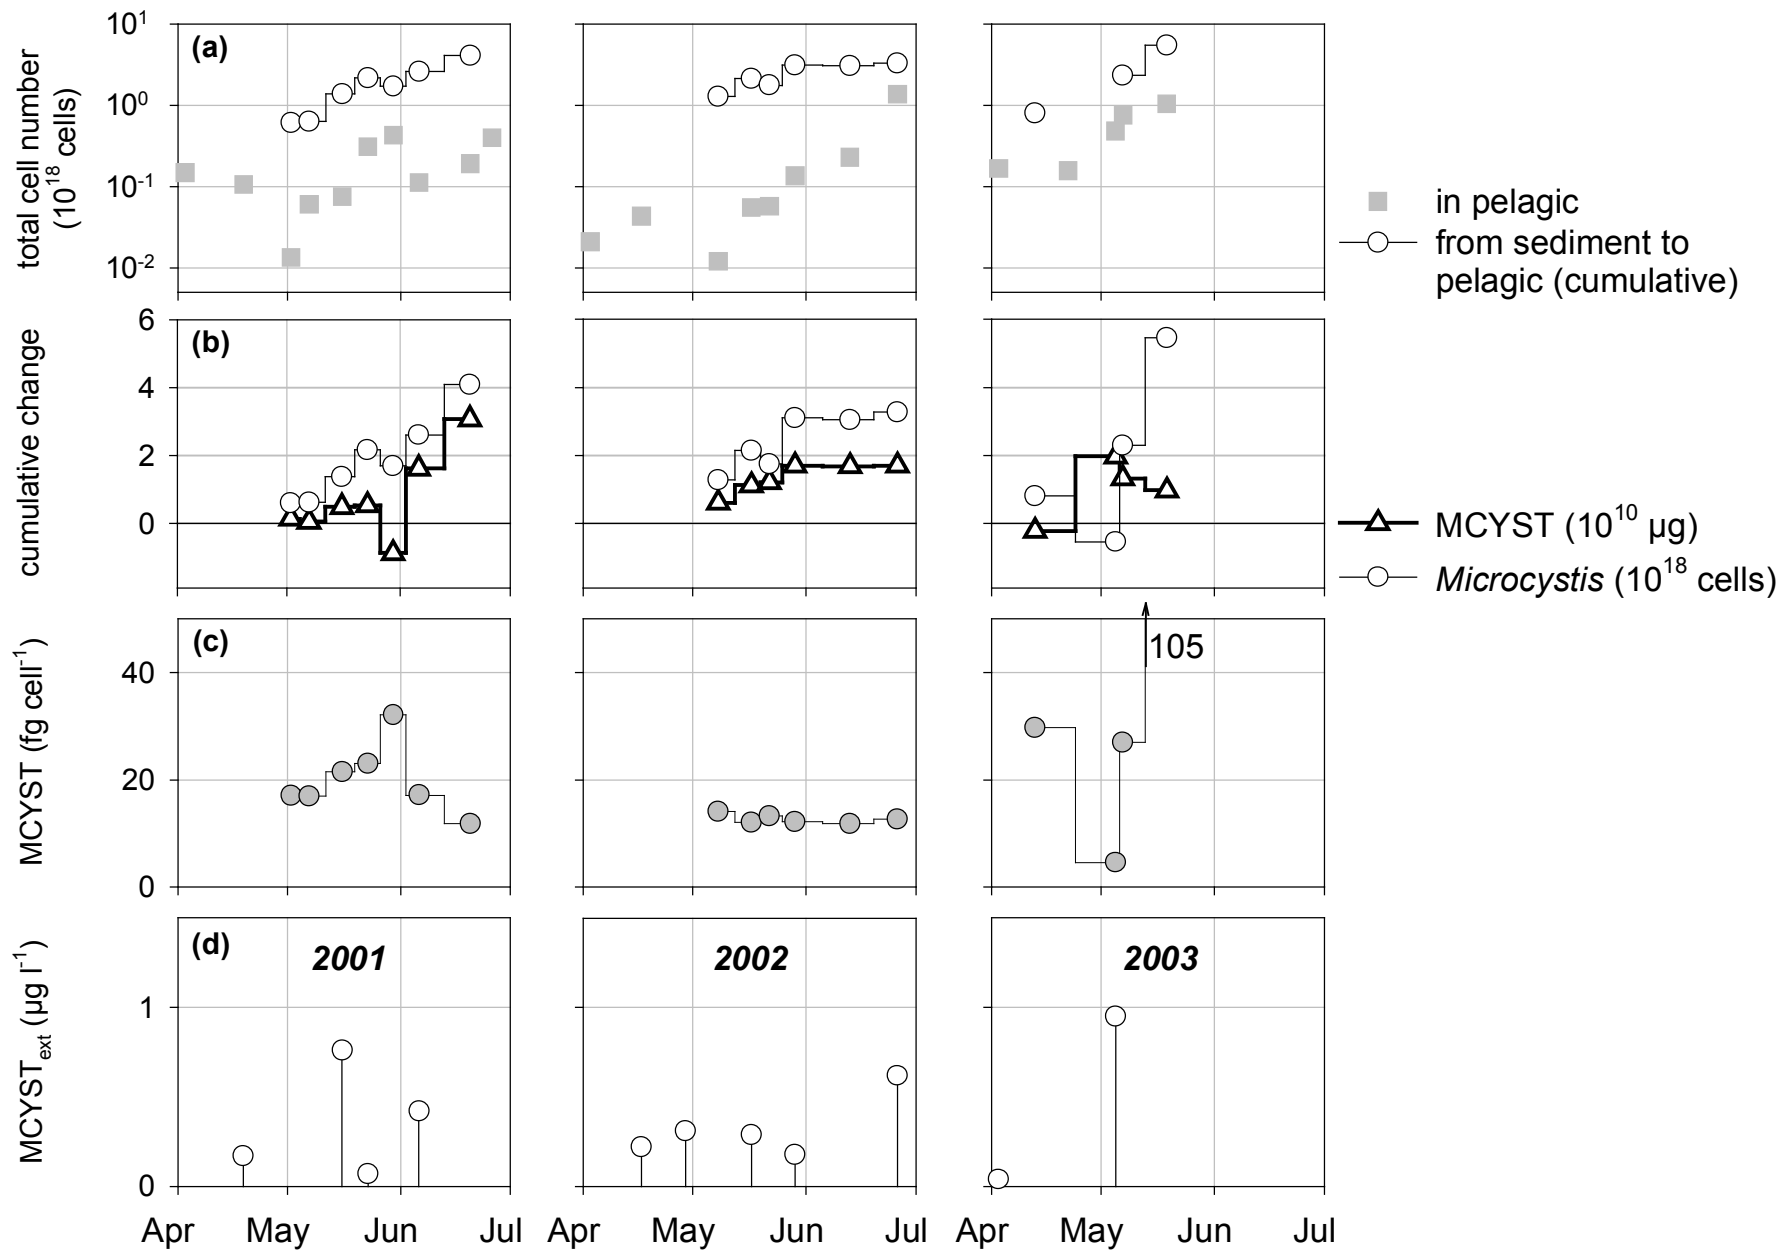 total cell number
(10^18 cells)
10^1
10^0
10^-1
10^-2
(a)
in pelagic
from sediment to
pelagic (cumulative)
cumulative change
6
4
2
0
(b)
MCYST (10^10 µg)
Microcystis (10^18 cells)
MCYST (fg cell^-1)
40
20
0
(c)
105
MCYST_ext (µg l^-1)
1
0
(d)
2001
2002
2003
Apr May Jun Jul Apr May Jun Jul Apr May Jun Jul